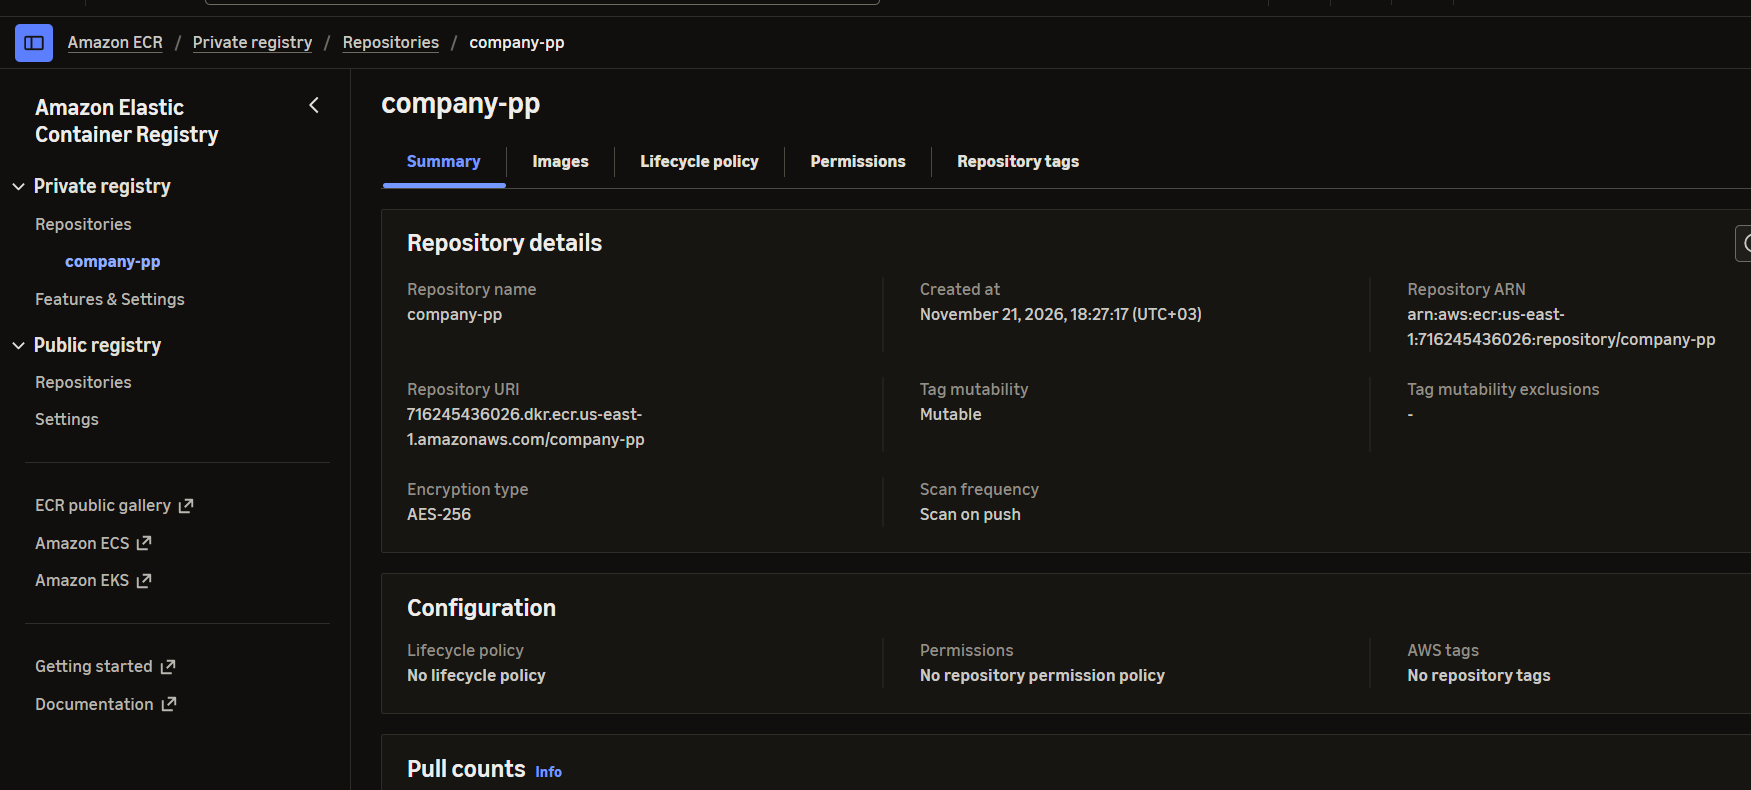 Amazon ECR / Private registry / Repositories / company-pp
Amazon Elastic
Container Registry
Private registry
Repositories
company-pp
Features & Settings
Public registry
Repositories
Settings
ECR public gallery
Amazon ECS
Amazon EKS
Getting started
Documentation
company-pp
Summary
Images
Lifecycle policy
Permissions
Repository tags
Repository details
Repository name
company-pp
Created at
November 21, 2026, 18:27:17 (UTC+03)
Repository ARN
arn:aws:ecr:us-east-
1:716245436026:repository/company-pp
Repository URI
716245436026.dkr.ecr.us-east-
1.amazonaws.com/company-pp
Tag mutability
Mutable
Tag mutability exclusions
-
Encryption type
AES-256
Scan frequency
Scan on push
Configuration
Lifecycle policy
No lifecycle policy
Permissions
No repository permission policy
AWS tags
No repository tags
Pull counts Info